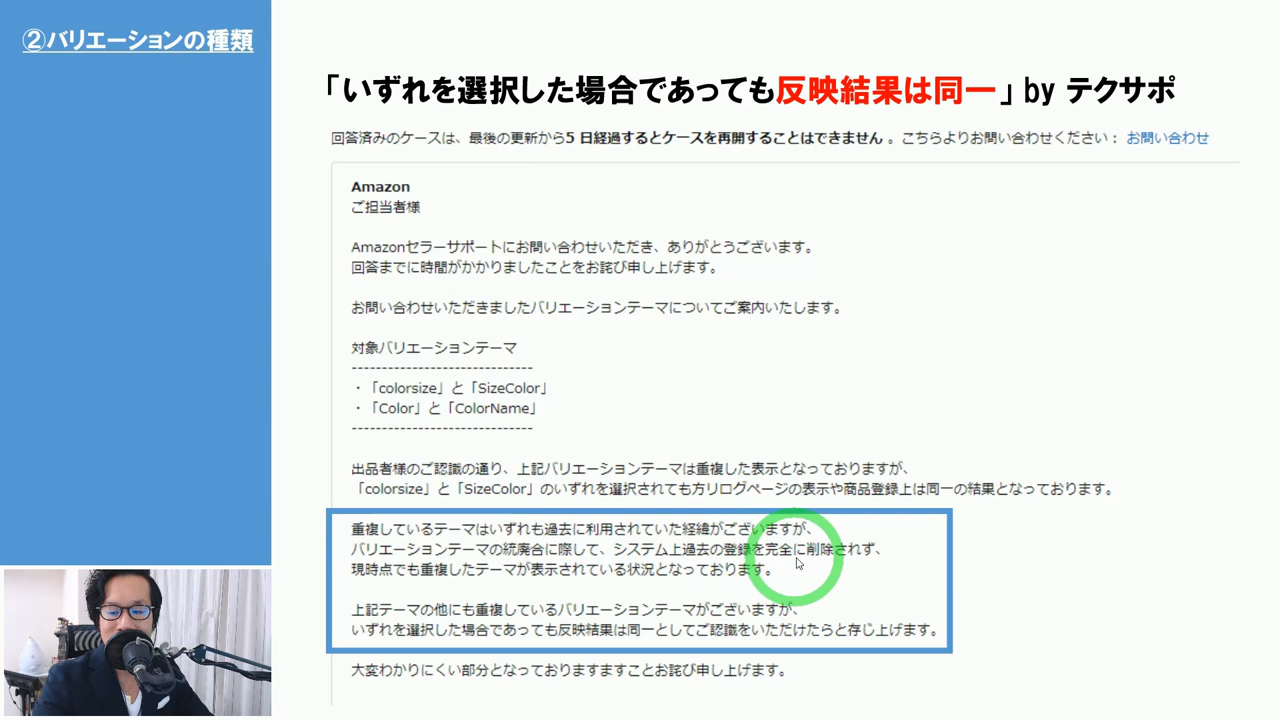 ②バリエーションの種類
「いずれを選択した場合であっても反映結果は同一」by テクサポ
回答済みのケースは、最後の更新から5 日経過するとケースを再開することはできません 。こちらよりお問い合わせください： お問い合わせ
Amazon
ご担当者様
Amazonセラーサポートにお問い合わせいただき、ありがとうございます。
回答までに時間がかかりましたことをお詫び申し上げます。
お問い合わせいただきましたバリエーションテーマについてご案内いたします。
対象バリエーションテーマ
------------------------------
・「colorsize」と「SizeColor」
・「Color」と「ColorName」
------------------------------
出品者様のご認識の通り、上記バリエーションテーマは重複した表示となっておりますが、
「colorsize」と「SizeColor」のいずれを選択されても方リログページの表示や商品登録上は同一の結果となっております。
重複しているテーマはいずれも過去に利用されていた経緯がございますが、
バリエーションテーマの統廃合に際して、システム上過去の登録を完全に削除されず、
現時点でも重複したテーマが表示されている状況となっております。
上記テーマの他にも重複しているバリエーションテーマがございますが、
いずれを選択した場合であっても反映結果は同一としてご認識をいただけたらと存じ上げます。
大変わかりにくい部分となっておりますますことお詫び申し上げます。